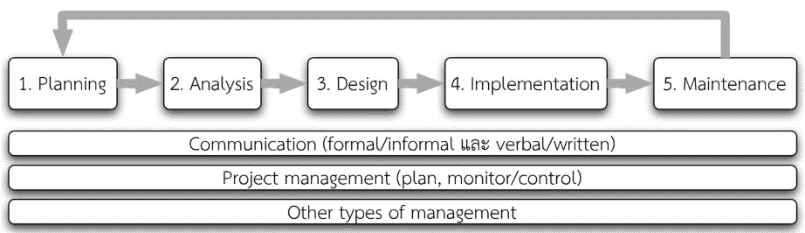 1. Planning
2. Analysis
3. Design
4. Implementation
5. Maintenance
Communication (formal/informal และ verbal/written)
Project management (plan, monitor/control)
Other types of management